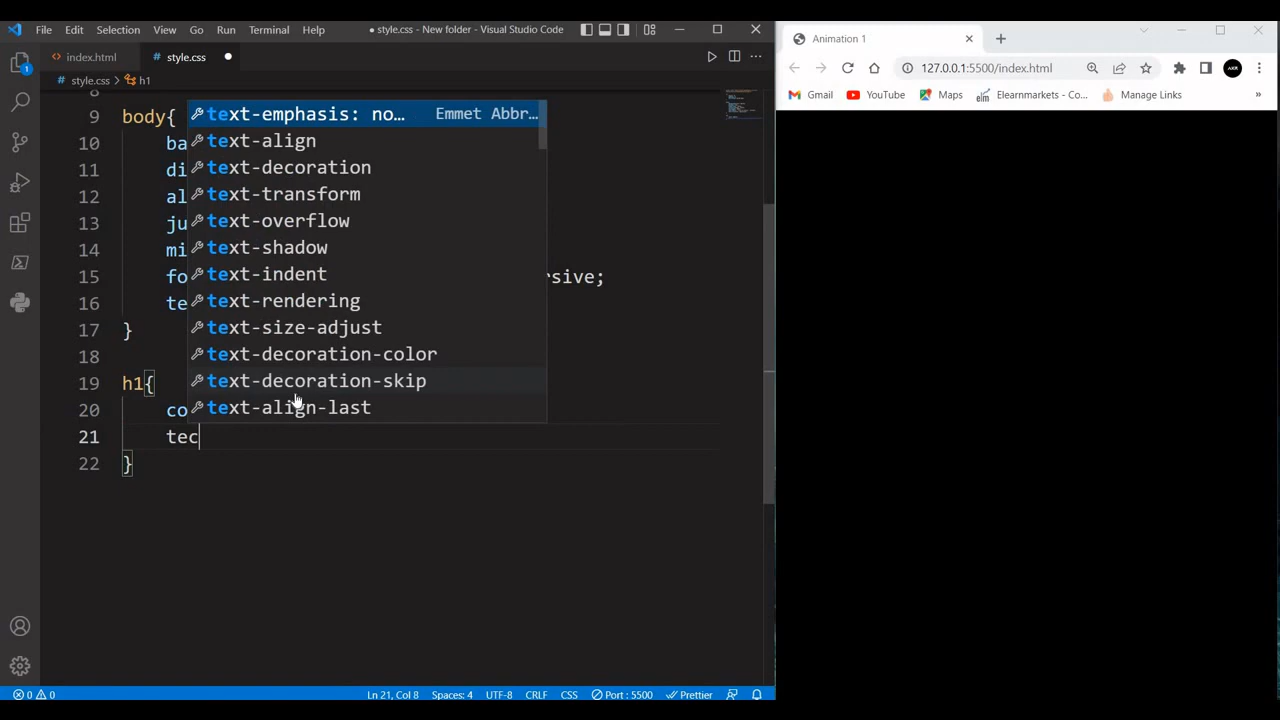 File Edit Selection View Go Run Terminal Help
● style.css - New folder - Visual Studio Code
index.html style.css
style.css > h1
8
9 body{
10 ba
11 di
12 al
13 ju
14 mi
15 fo rsive;
16 te
17 }
18
19 h1{
20 co
21 tec
22 }
text-emphasis: no… Emmet Abbr…
text-align
text-decoration
text-transform
text-overflow
text-shadow
text-indent
text-rendering
text-size-adjust
text-decoration-color
text-decoration-skip
text-align-last
1
0 0 Ln 21, Col 8 Spaces: 4 UTF-8 CRLF CSS Port : 5500 Prettier
Animation 1
127.0.0.1:5500/index.html
Gmail YouTube Maps Elearnmarkets - Co... Manage Links »
AKR